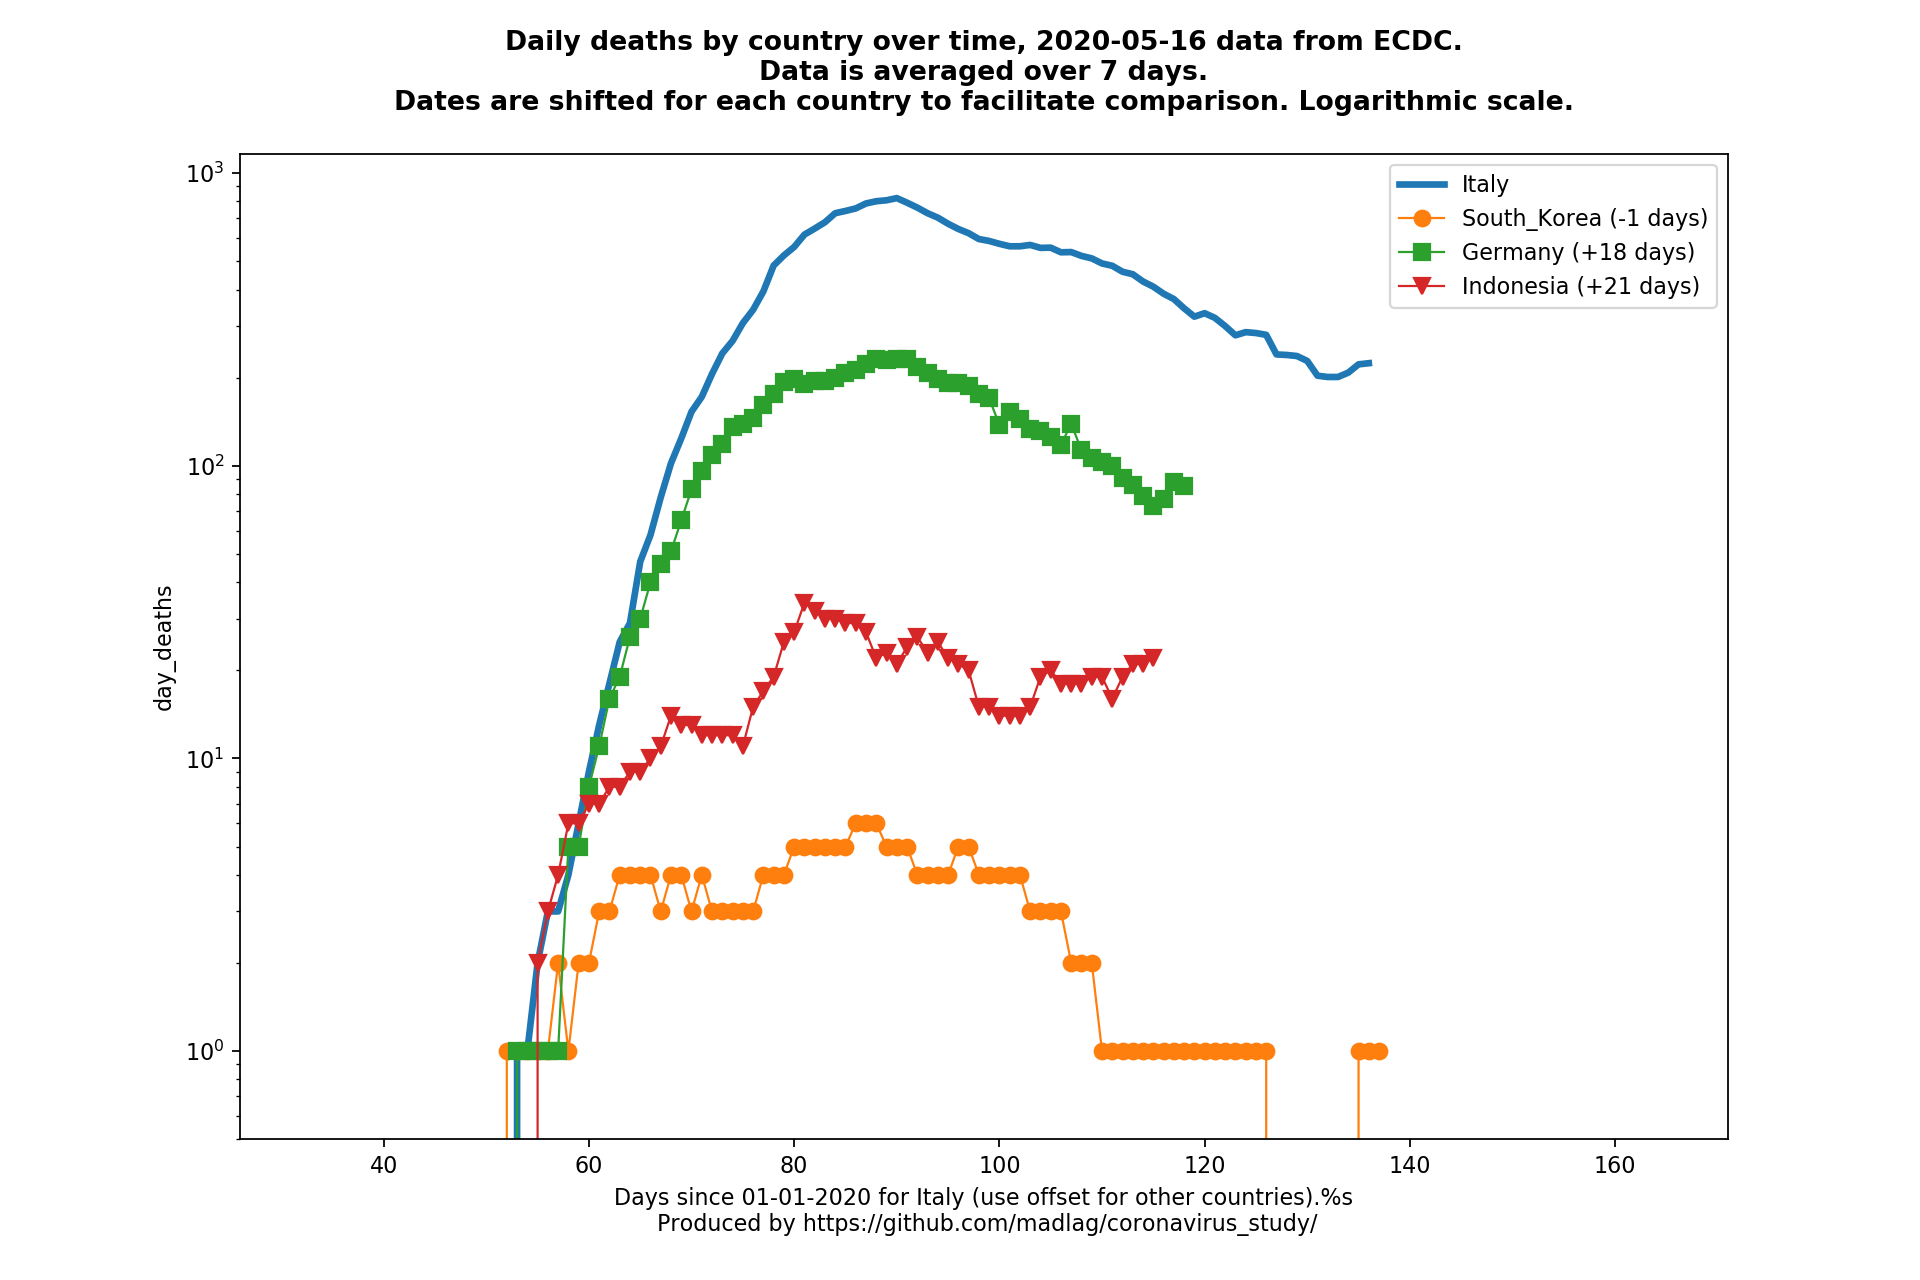 Daily deaths by country over time, 2020-05-16 data from ECDC.
Data is averaged over 7 days.
Dates are shifted for each country to facilitate comparison. Logarithmic scale.
Italy
South_Korea (-1 days)
Germany (+18 days)
Indonesia (+21 days)
day_deaths
10³
10²
10¹
10⁰
40 60 80 100 120 140 160
Days since 01-01-2020 for Italy (use offset for other countries).%s
Produced by https://github.com/madlag/coronavirus_study/